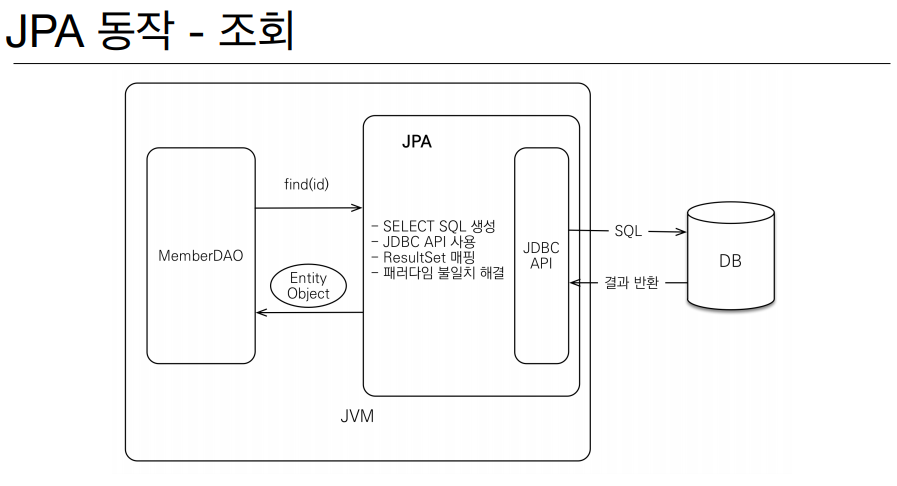 JPA 동작 - 조회
JPA
find(id)
- SELECT SQL 생성
- JDBC API 사용
- ResultSet 매핑
- 패러다임 불일치 해결
MemberDAO
JDBC
API
SQL
DB
Entity
Object
결과 반환
JVM